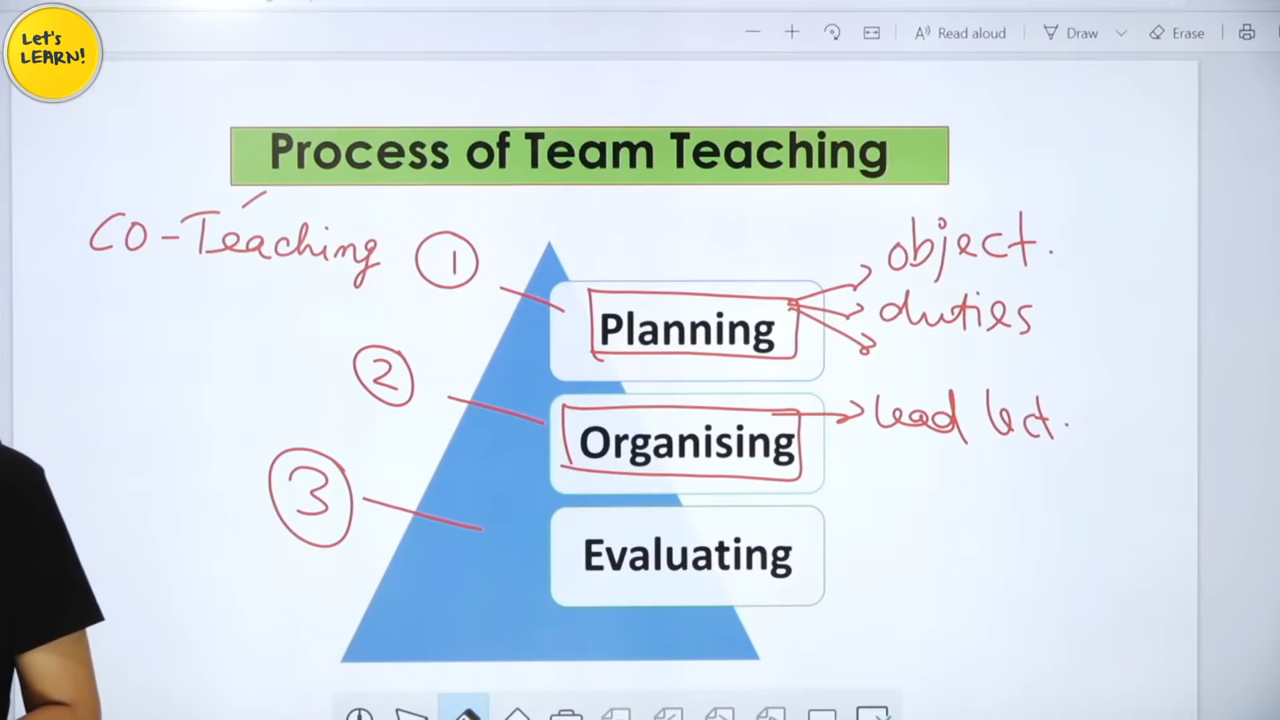 Let's
LEARN!
Read aloud
Draw
Erase
Process of Team Teaching
Co-Teaching
1
Planning
object.
duties
2
Organising
lead lect.
3
Evaluating